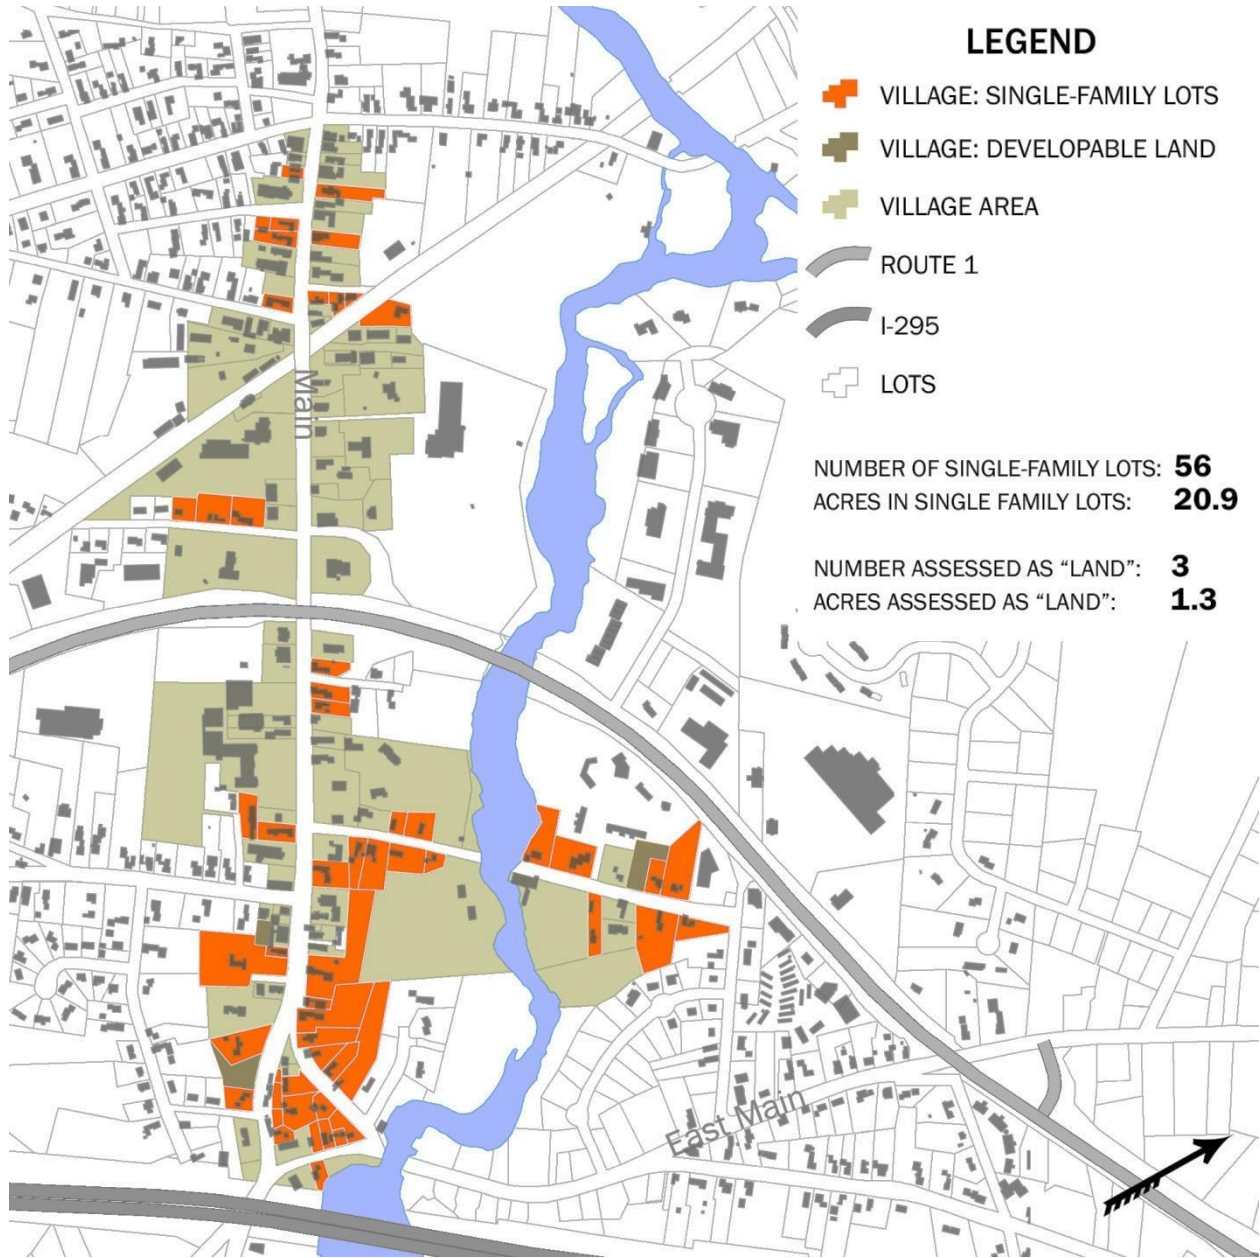 LEGEND
VILLAGE: SINGLE-FAMILY LOTS
VILLAGE: DEVELOPABLE LAND
VILLAGE AREA
ROUTE 1
I-295
LOTS
NUMBER OF SINGLE-FAMILY LOTS: 56
ACRES IN SINGLE FAMILY LOTS: 20.9
NUMBER ASSESSED AS “LAND”: 3
ACRES ASSESSED AS “LAND”: 1.3
Main
East Main